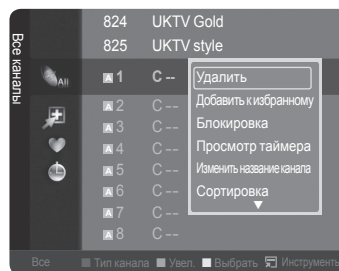 Все каналы
824 UKTV Gold
825 UKTV style
All
A 1 C --
A 2 C --
A 3 C --
A 4 C --
A 5 C --
A 6 C --
A 7 C --
A 8 C --
Удалить
Добавить к избранному
Блокировка
Просмотр таймера
Изменить название канала
Сортировка
Все Тип канала Увел. Выбрать Инструменты